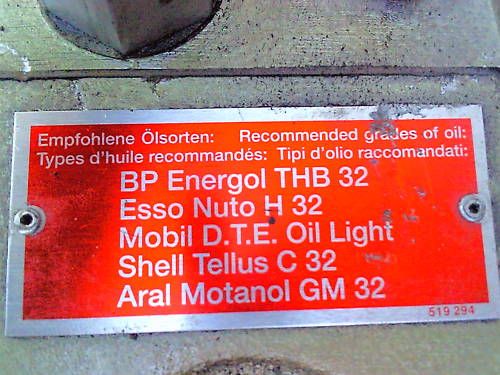 Empfohlene Ölsorten: Recommended grades of oil:
Types d'huile recommandés: Tipi d'olio raccomandati:
BP Energol THB 32
Esso Nuto H 32
Mobil D.T.E. Oil Light
Shell Tellus C 32
Aral Motanol GM 32
519 294